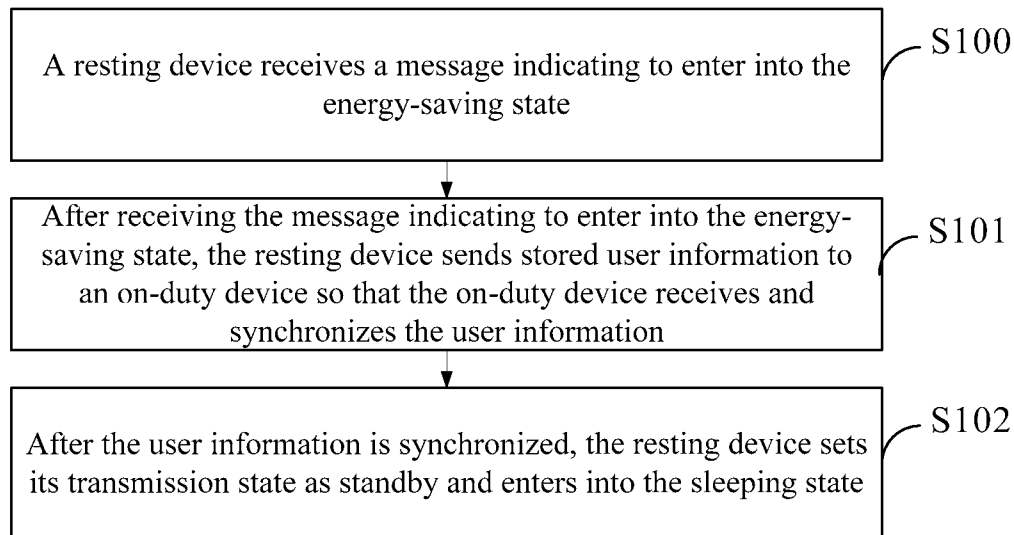 A resting device receives a message indicating to enter into the
energy-saving state
S100
After receiving the message indicating to enter into the energy-
saving state, the resting device sends stored user information to
an on-duty device so that the on-duty device receives and
synchronizes the user information
S101
After the user information is synchronized, the resting device sets
its transmission state as standby and enters into the sleeping state
S102